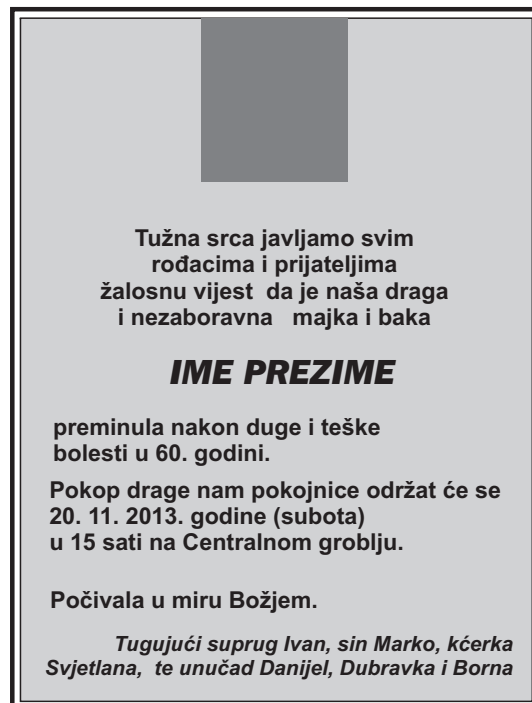 Tužna srca javljamo svim
rođacima i prijateljima
žalosnu vijest da je naša draga
i nezaboravna majka i baka
IME PREZIME
preminula nakon duge i teške
bolesti u 60. godini.
Pokop drage nam pokojnice održat će se
20. 11. 2013. godine (subota)
u 15 sati na Centralnom groblju.
Počivala u miru Božjem.
Tugujući suprug Ivan, sin Marko, kćerka
Svjetlana, te unučad Danijel, Dubravka i Borna